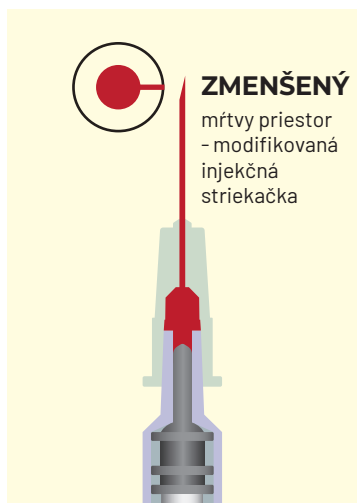 ZMENŠENÝ
mŕtvy priestor
- modifikovaná
injekčná
striekačka